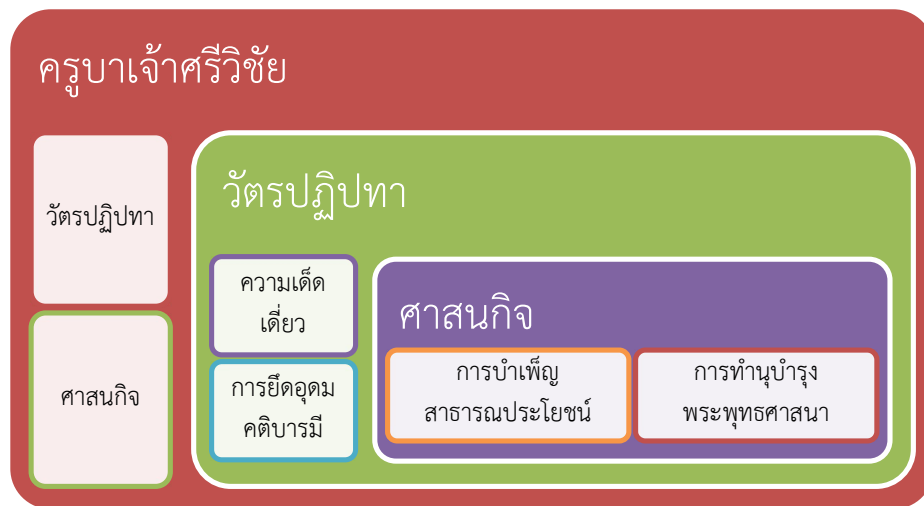 ครูบาเจ้าศรีวิชัย
วัตรปฏิปทา
ศาสนกิจ
วัตรปฏิปทา
ความเด็ด
เดี่ยว
การยึดอุดม
คติบารมี
ศาสนกิจ
การบำเพ็ญ
สาธารณประโยชน์
การทำนุบำรุง
พระพุทธศาสนา